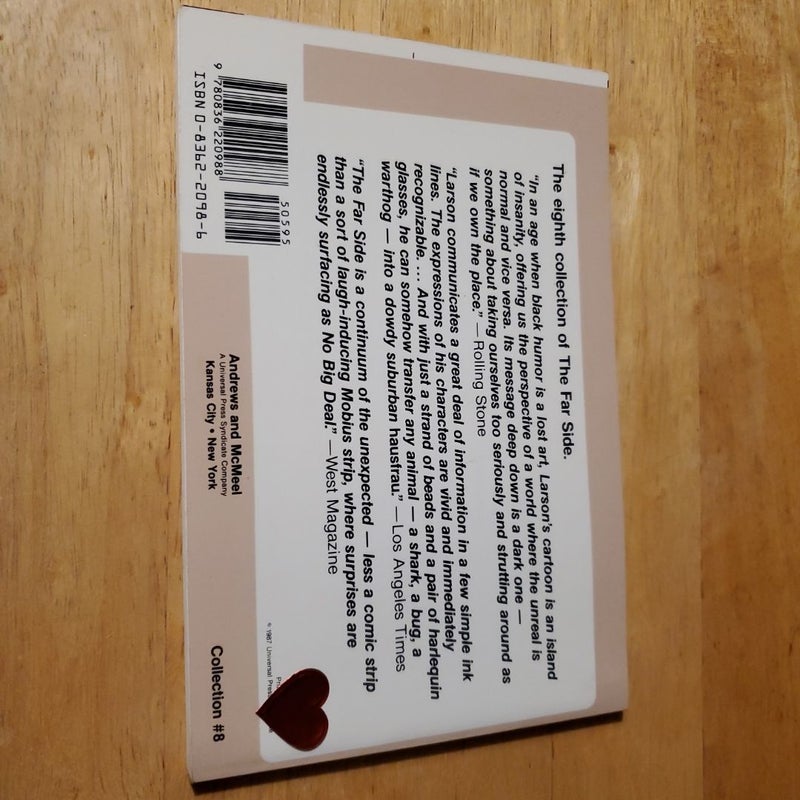 The eighth collection of The Far Side.
“In an age when black humor is a lost art, Larson's cartoon is an island
of insanity, offering us the perspective of a world where the unreal is
normal and vice versa. Its message deep down is a dark one —
something about taking ourselves too seriously and strutting around as
if we own the place.” —Rolling Stone
“Larson communicates a great deal of information in a few simple ink
lines. The expressions of his characters are vivid and immediately
recognizable. ... And with just a strand of beads and a pair of harlequin
glasses, he can somehow transfer any animal — a shark, a bug, a
warthog — into a dowdy suburban hausfrau.” —Los Angeles Times
“The Far Side is a continuum of the unexpected — less a comic strip
than a sort of laugh-inducing Mobius strip, where surprises are
endlessly surfacing as No Big Deal.” —West Magazine
© 1987 Universal Press
50595
9 780836 220988
ISBN 0-8362-2098-6
Andrews and McMeel
A Universal Press Syndicate Company
Kansas City • New York
Collection #8